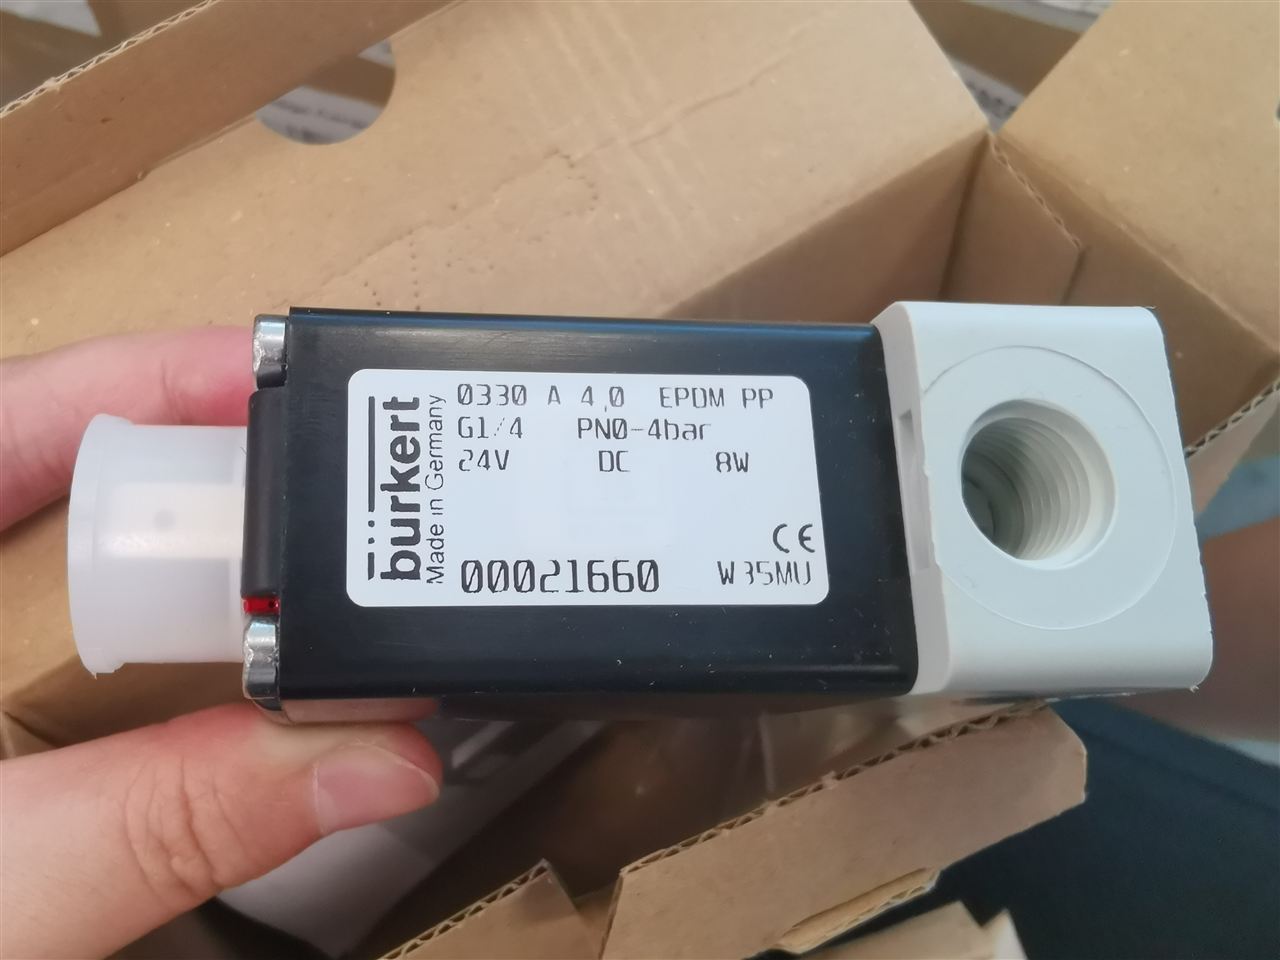 burkert
Made in Germany
0330 A 4,0 EPDM PP
G1/4 PN0-4bar
24V DC 8W
CE
00021660 W35MU